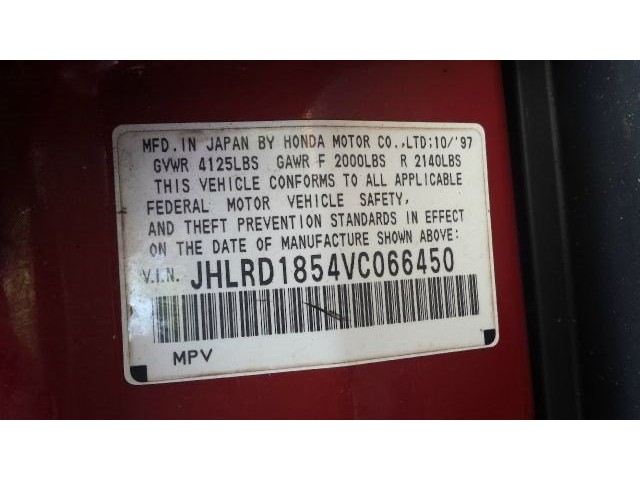 MFD.IN JAPAN BY HONDA MOTOR CO.,LTD;10/'97
GVWR 4125LBS GAWR F 2000LBS R 2140LBS
THIS VEHICLE CONFORMS TO ALL APPLICABLE
FEDERAL MOTOR VEHICLE SAFETY,
AND THEFT PREVENTION STANDARDS IN EFFECT
ON THE DATE OF MANUFACTURE SHOWN ABOVE:
V.I.N. JHLRD1854VC066450
MPV